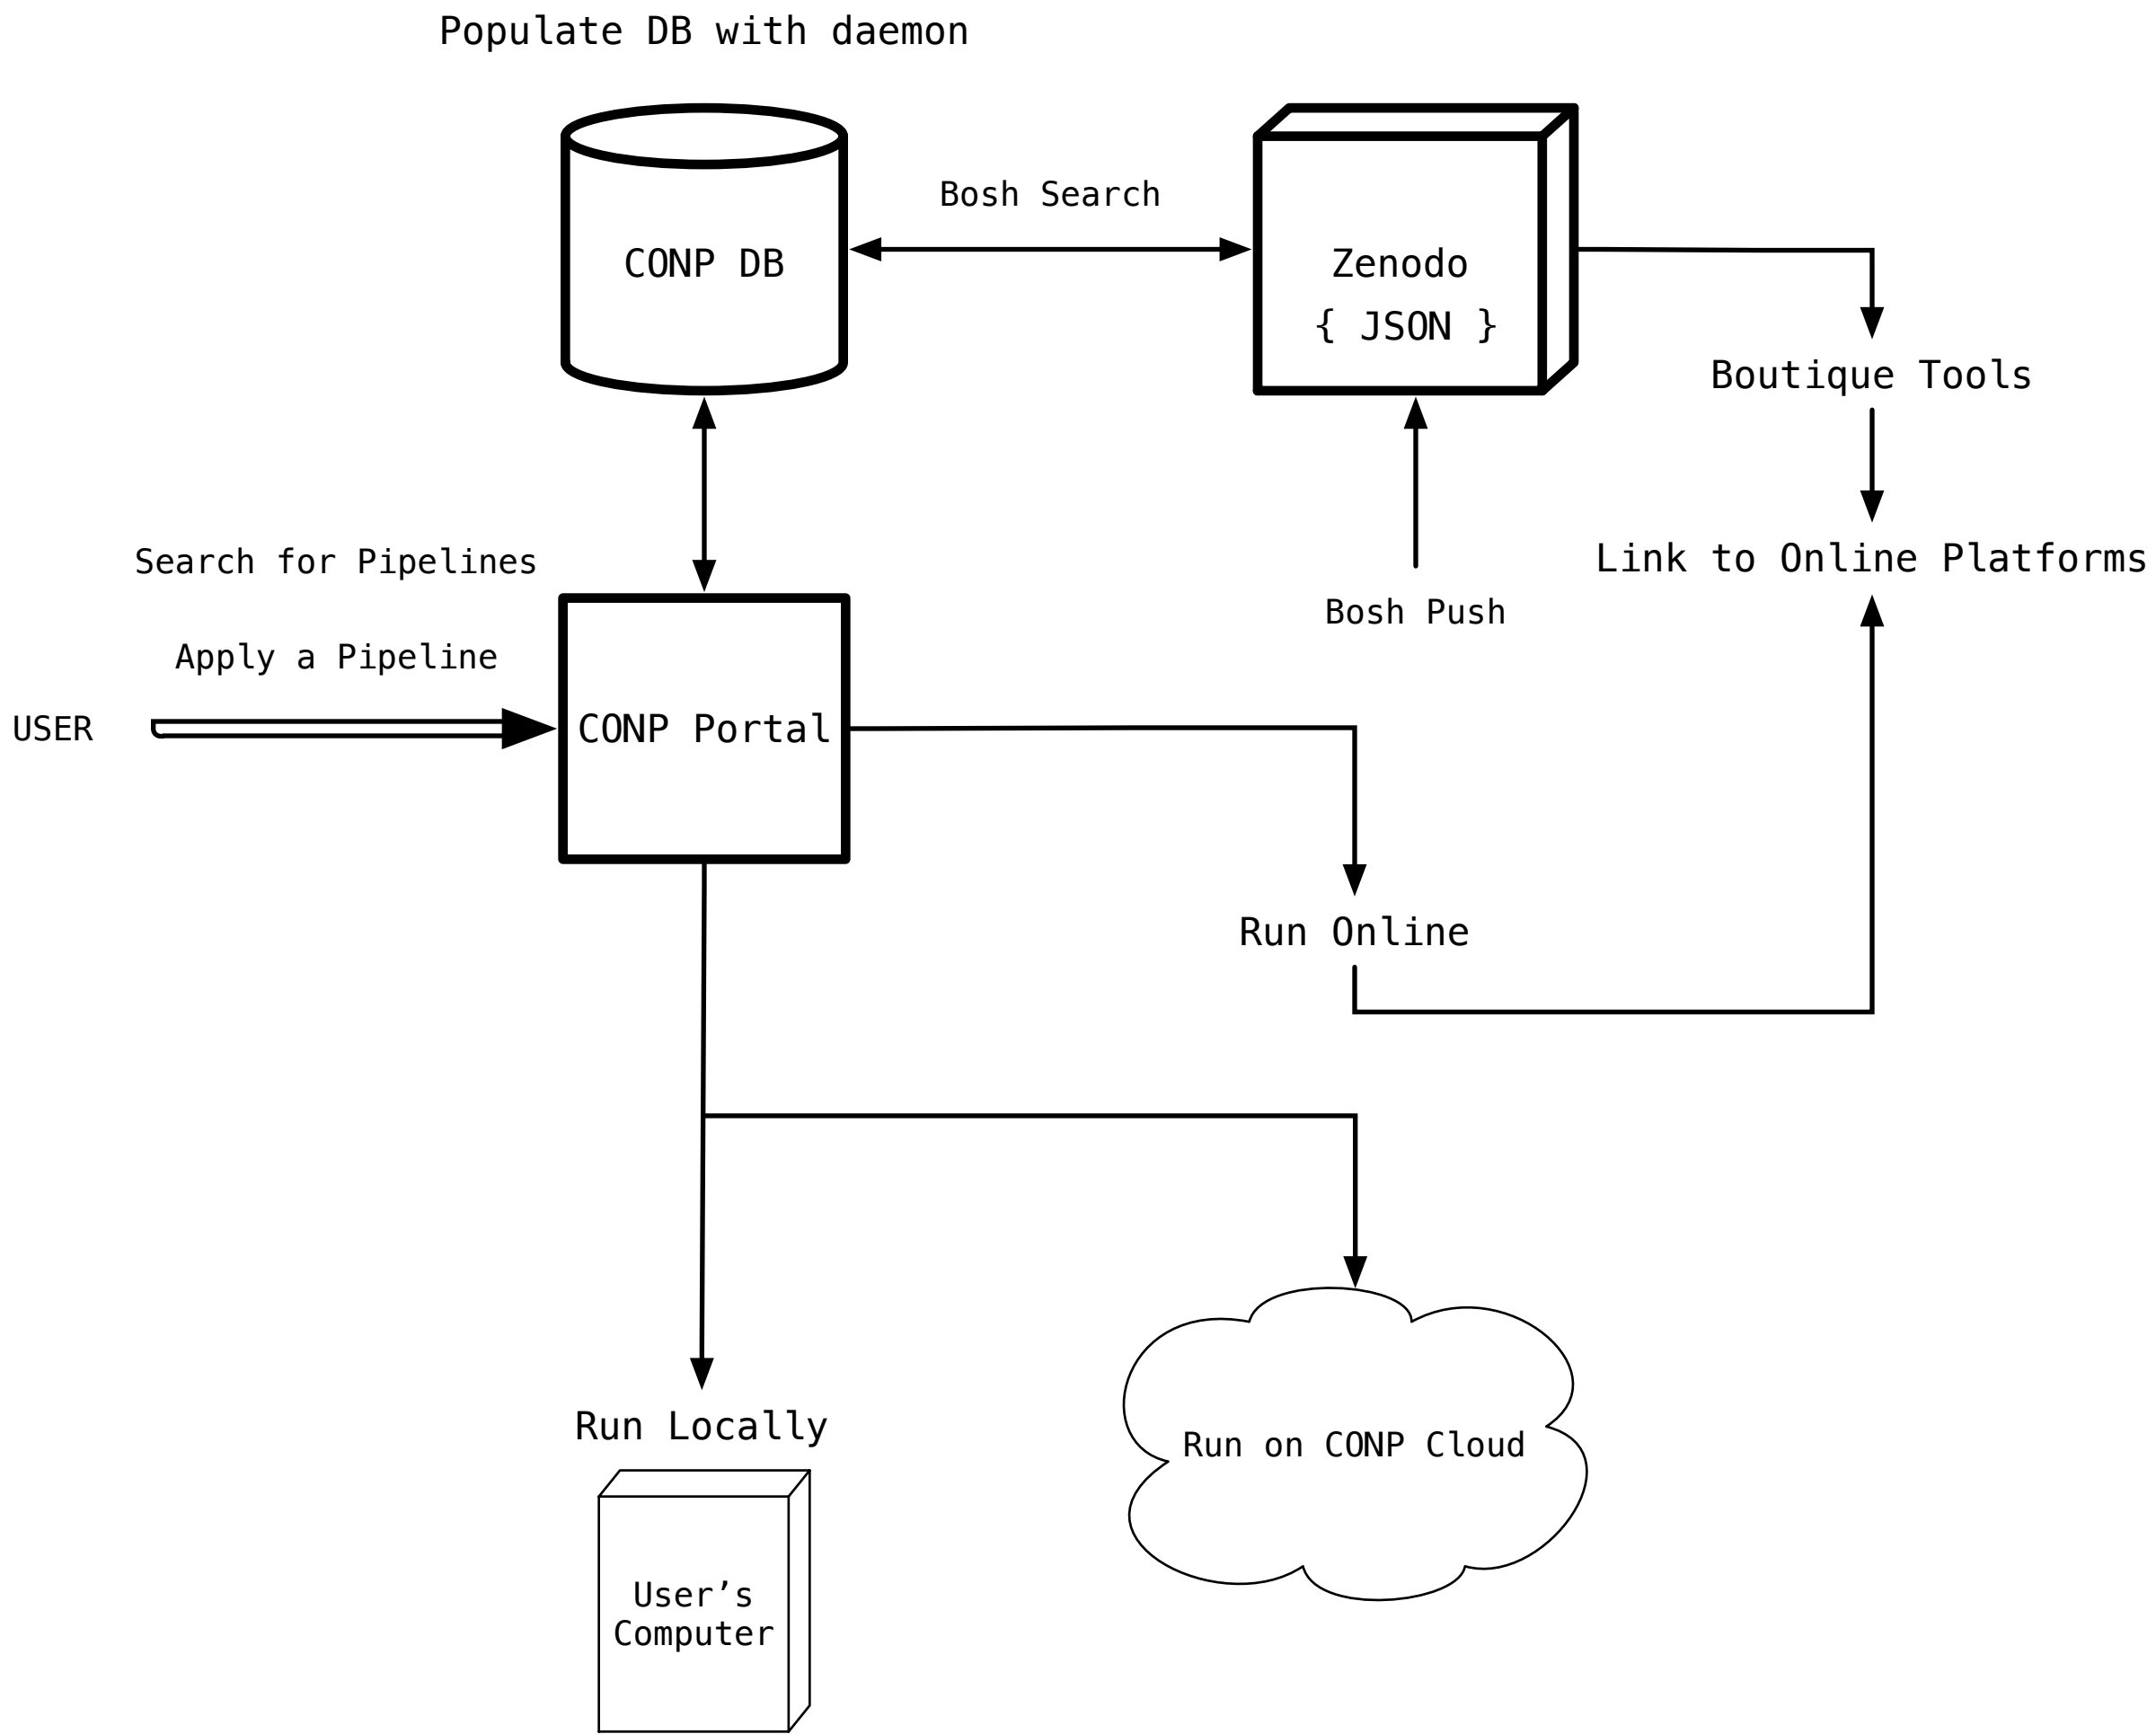 Populate DB with daemon
Bosh Search
CONP DB
Zenodo
{ JSON }
Boutique Tools
Link to Online Platforms
Search for Pipelines
Bosh Push
Apply a Pipeline
USER
CONP Portal
Run Online
Run Locally
Run on CONP Cloud
User’s
Computer